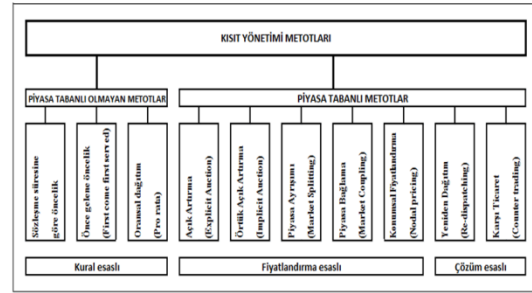 KISIT YÖNETİMİ METOTLARI
PİYASA TABANLI OLMAYAN METOTLAR
PİYASA TABANLI METOTLAR
Sözleşme süresine
göre öncelik
Önce gelene öncelik
(First come first serv ed)
Oransal dağıtım
(Pro rata)
Açık Artırma
(Explicit Auction)
Örtük Açık Artırma
(Implicit Auction)
Piyasa Ayrışımı
(Market Splitting)
Piyasa Bağlama
(Market Coupling)
Konumsal Fiyatlandırma
(Nodal pricing)
Yeniden Dağıtım
(Re-dispatching)
Karşı Ticaret
(Counter trading)
Kural esaslı
Fiyatlandırma esaslı
Çözüm esaslı